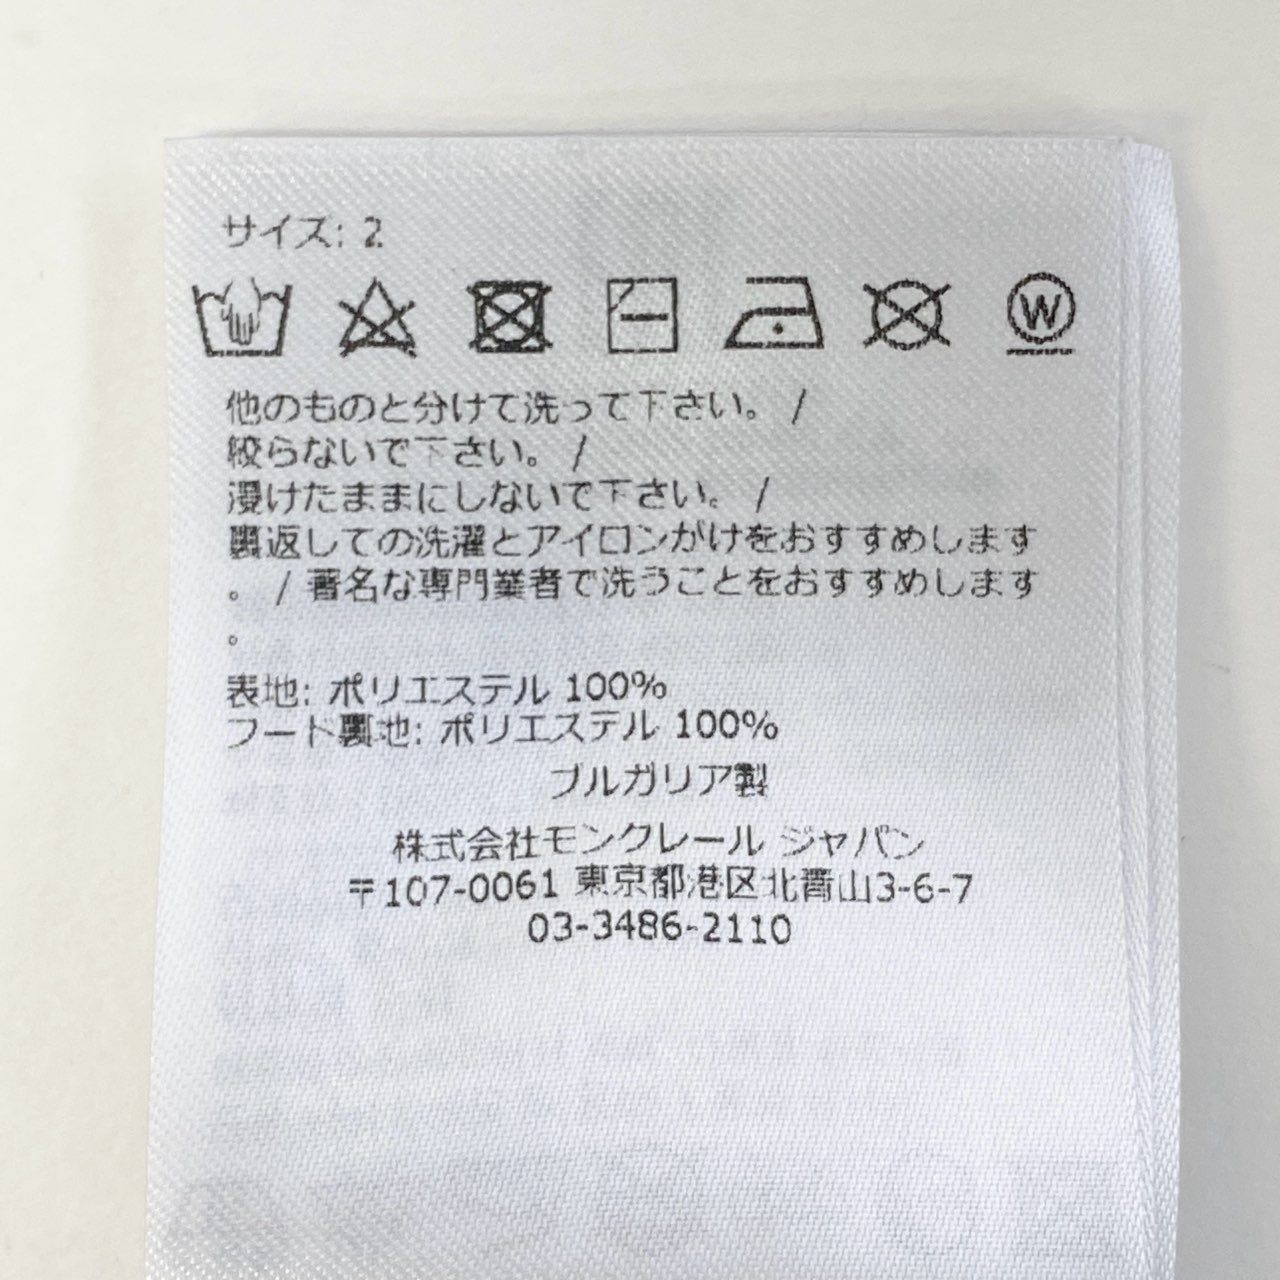 サイズ: 2
W
他のものと分けて洗って下さい。 /
絞らないで下さい。 /
浸けたままにしないで下さい。 /
裏返しての洗濯とアイロンがけをおすすめします
。 / 著名な専門業者で洗うことをおすすめします
。
表地: ポリエステル 100%
フード裏地: ポリエステル 100%
ブルガリア製
株式会社モンクレール ジャパン
〒107-0061 東京都港区北青山3-6-7
03-3486-2110